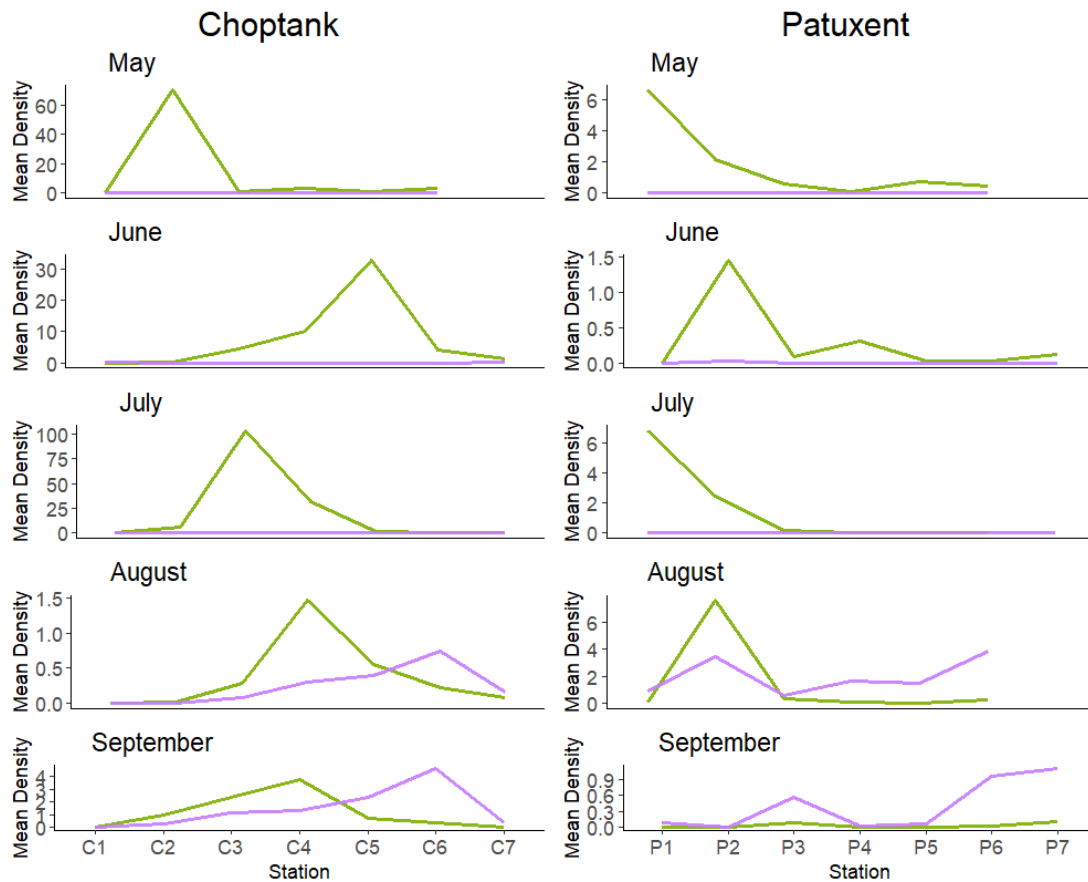 Choptank
Patuxent
May
Mean Density
60
40
20
0
May
Mean Density
6
4
2
0
June
Mean Density
30
20
10
0
June
Mean Density
1.5
1.0
0.5
0.0
July
Mean Density
100
75
50
25
0
July
Mean Density
6
4
2
0
August
Mean Density
1.5
1.0
0.5
0.0
August
Mean Density
6
4
2
0
September
Mean Density
4
3
2
1
0
C1 C2 C3 C4 C5 C6 C7
Station
September
Mean Density
0.9
0.6
0.3
0.0
P1 P2 P3 P4 P5 P6 P7
Station